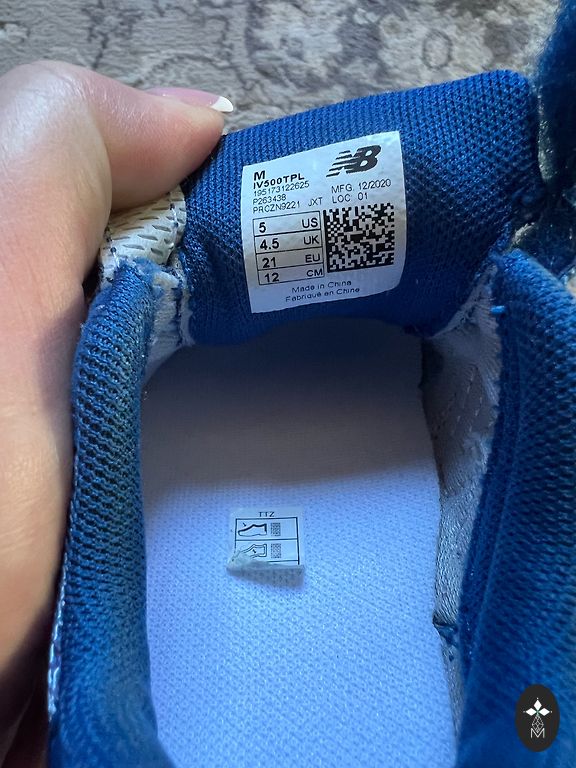 M
IV500TPL
NB
195173122625
P263438
MFG. 12/2020
PRCZN9221 JXT LOC 01
5 US
4.5 UK
21 EU
12 CM
Made in China
Fabriqué en Chine
TTZ
M